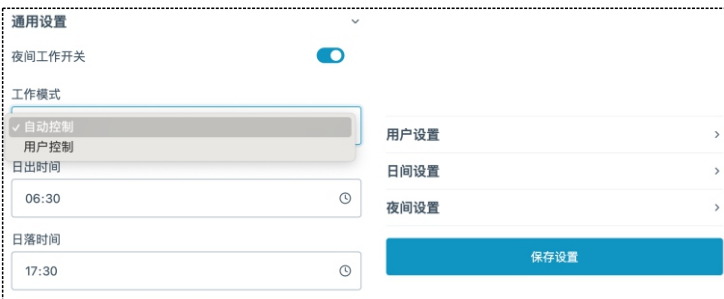 通用设置
夜间工作开关
工作模式
✓ 自动控制
用户控制
日出时间
06:30
日落时间
17:30
用户设置
日间设置
夜间设置
保存设置